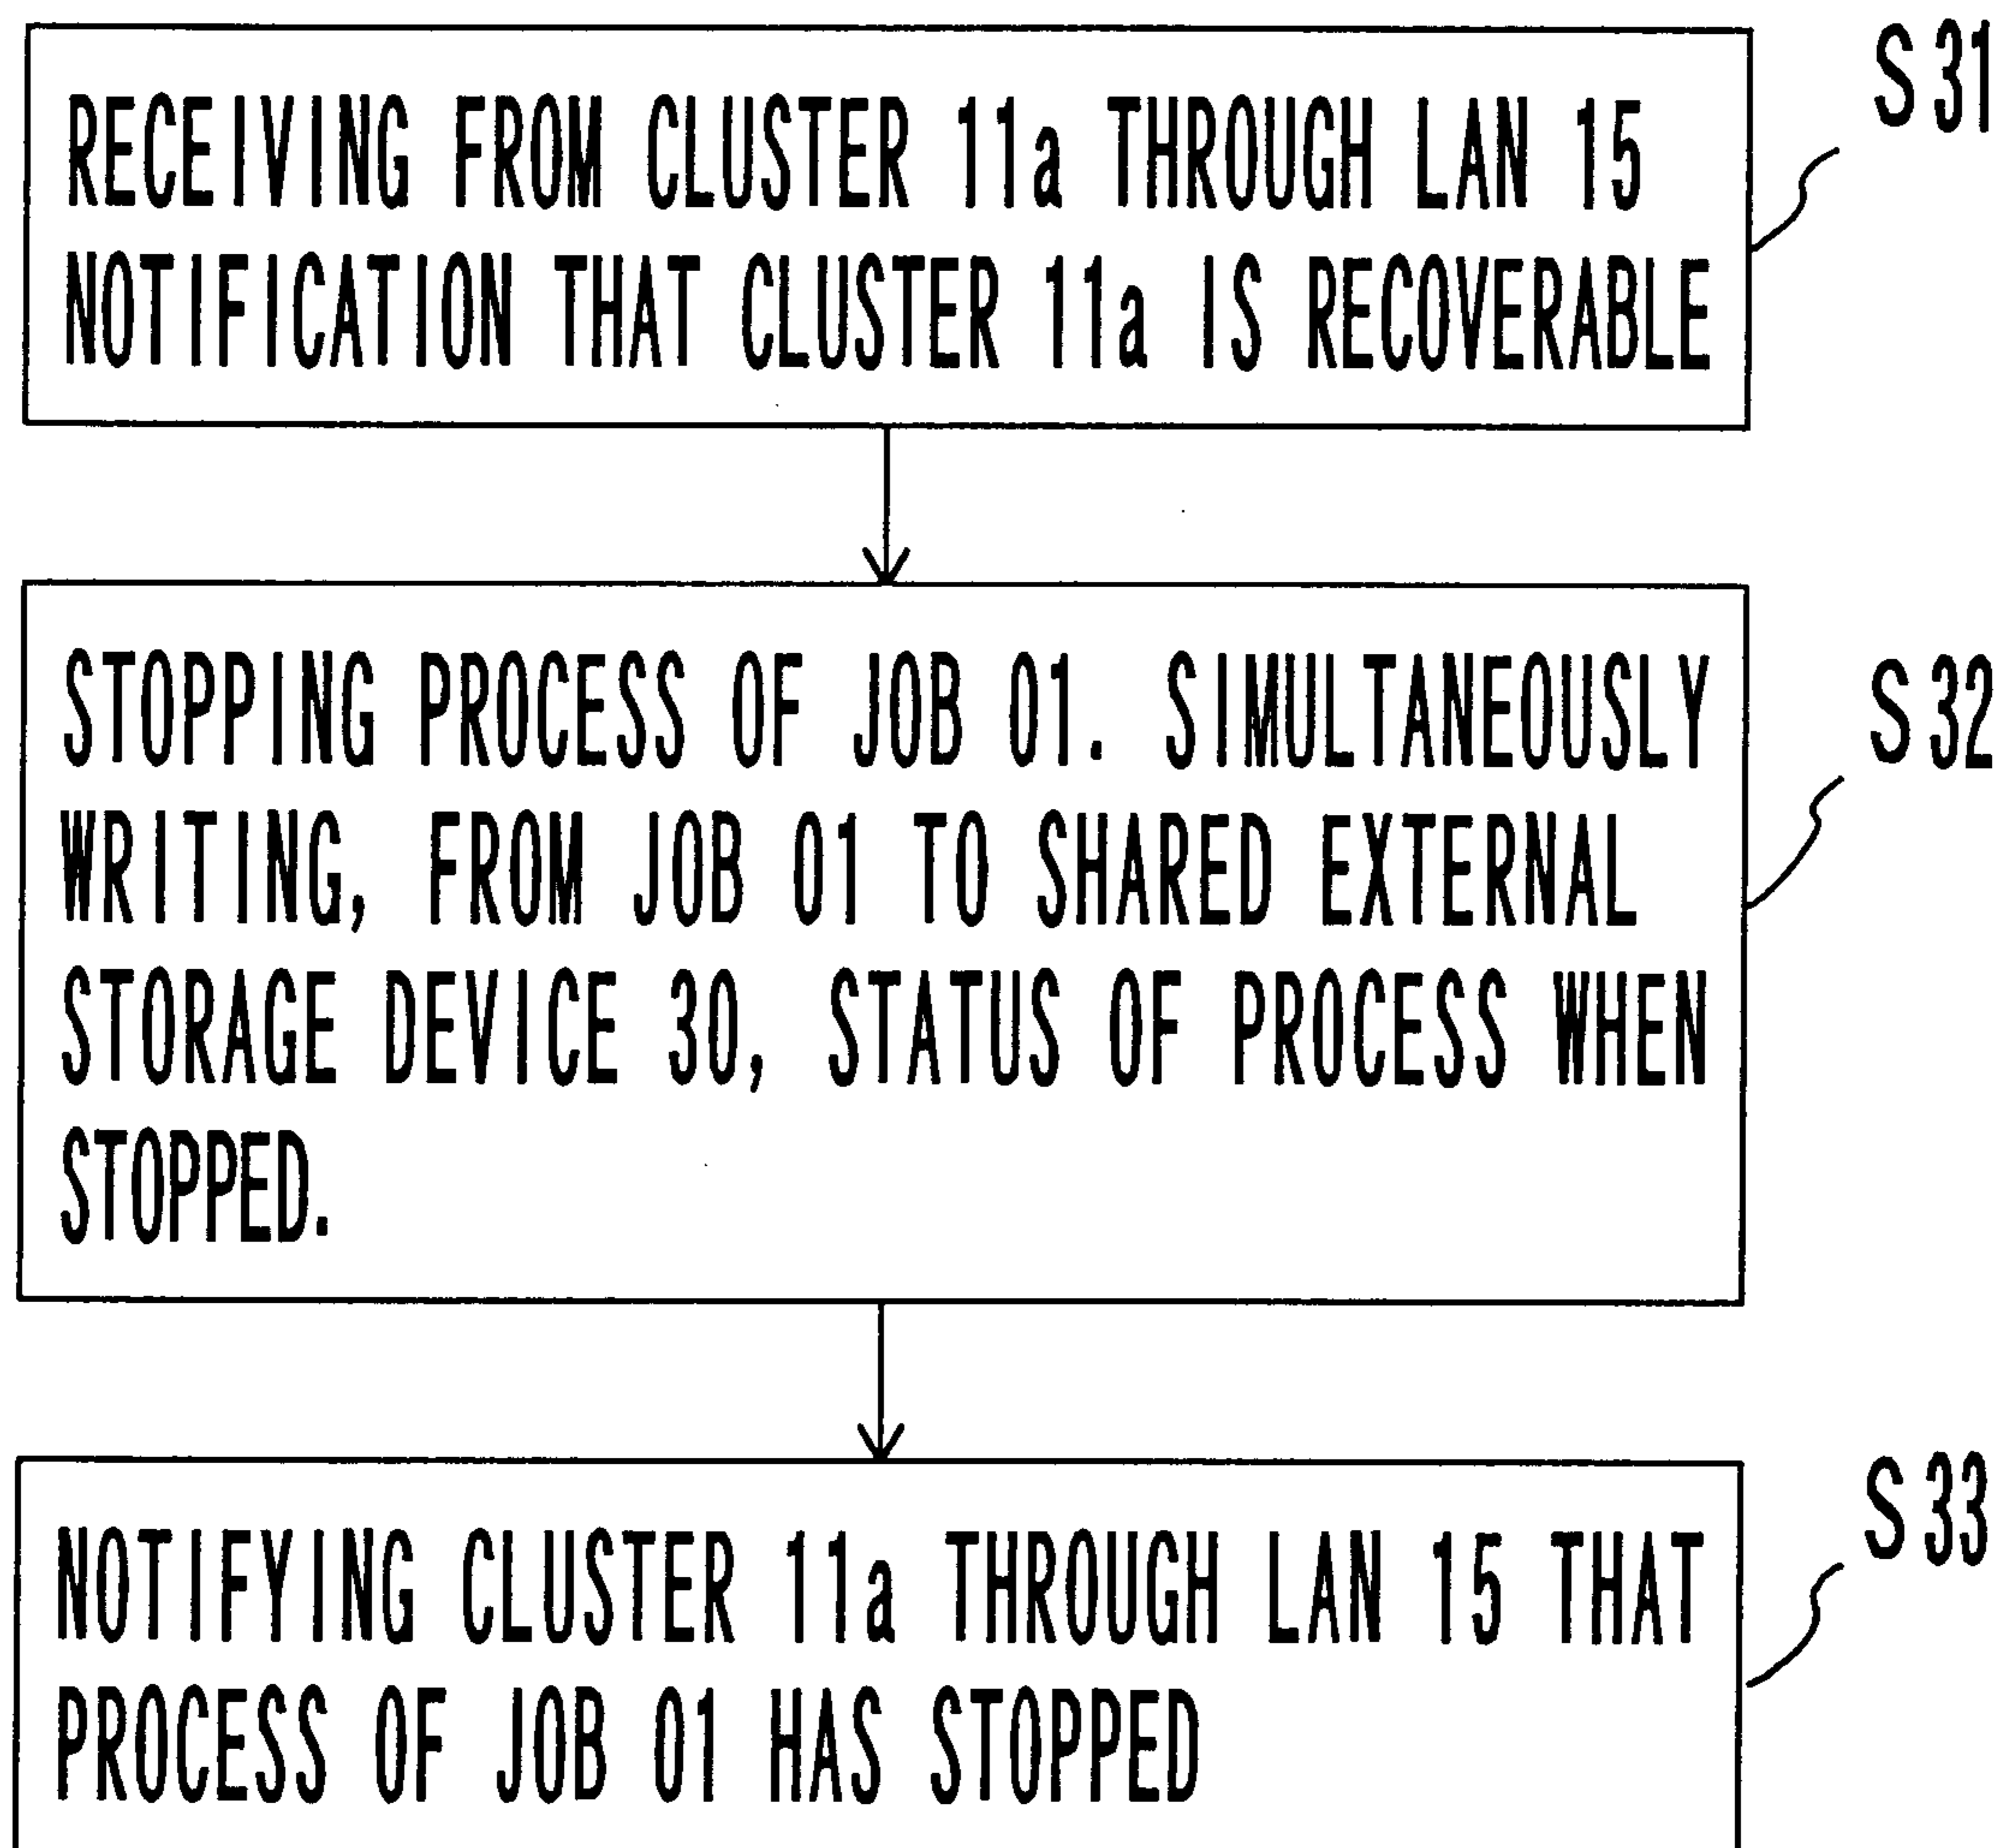 S31
RECEIVING FROM CLUSTER 11a THROUGH LAN 15
NOTIFICATION THAT CLUSTER 11a IS RECOVERABLE
S32
STOPPING PROCESS OF JOB 01. SIMULTANEOUSLY
WRITING, FROM JOB 01 TO SHARED EXTERNAL
STORAGE DEVICE 30, STATUS OF PROCESS WHEN
STOPPED.
S33
NOTIFYING CLUSTER 11a THROUGH LAN 15 THAT
PROCESS OF JOB 01 HAS STOPPED